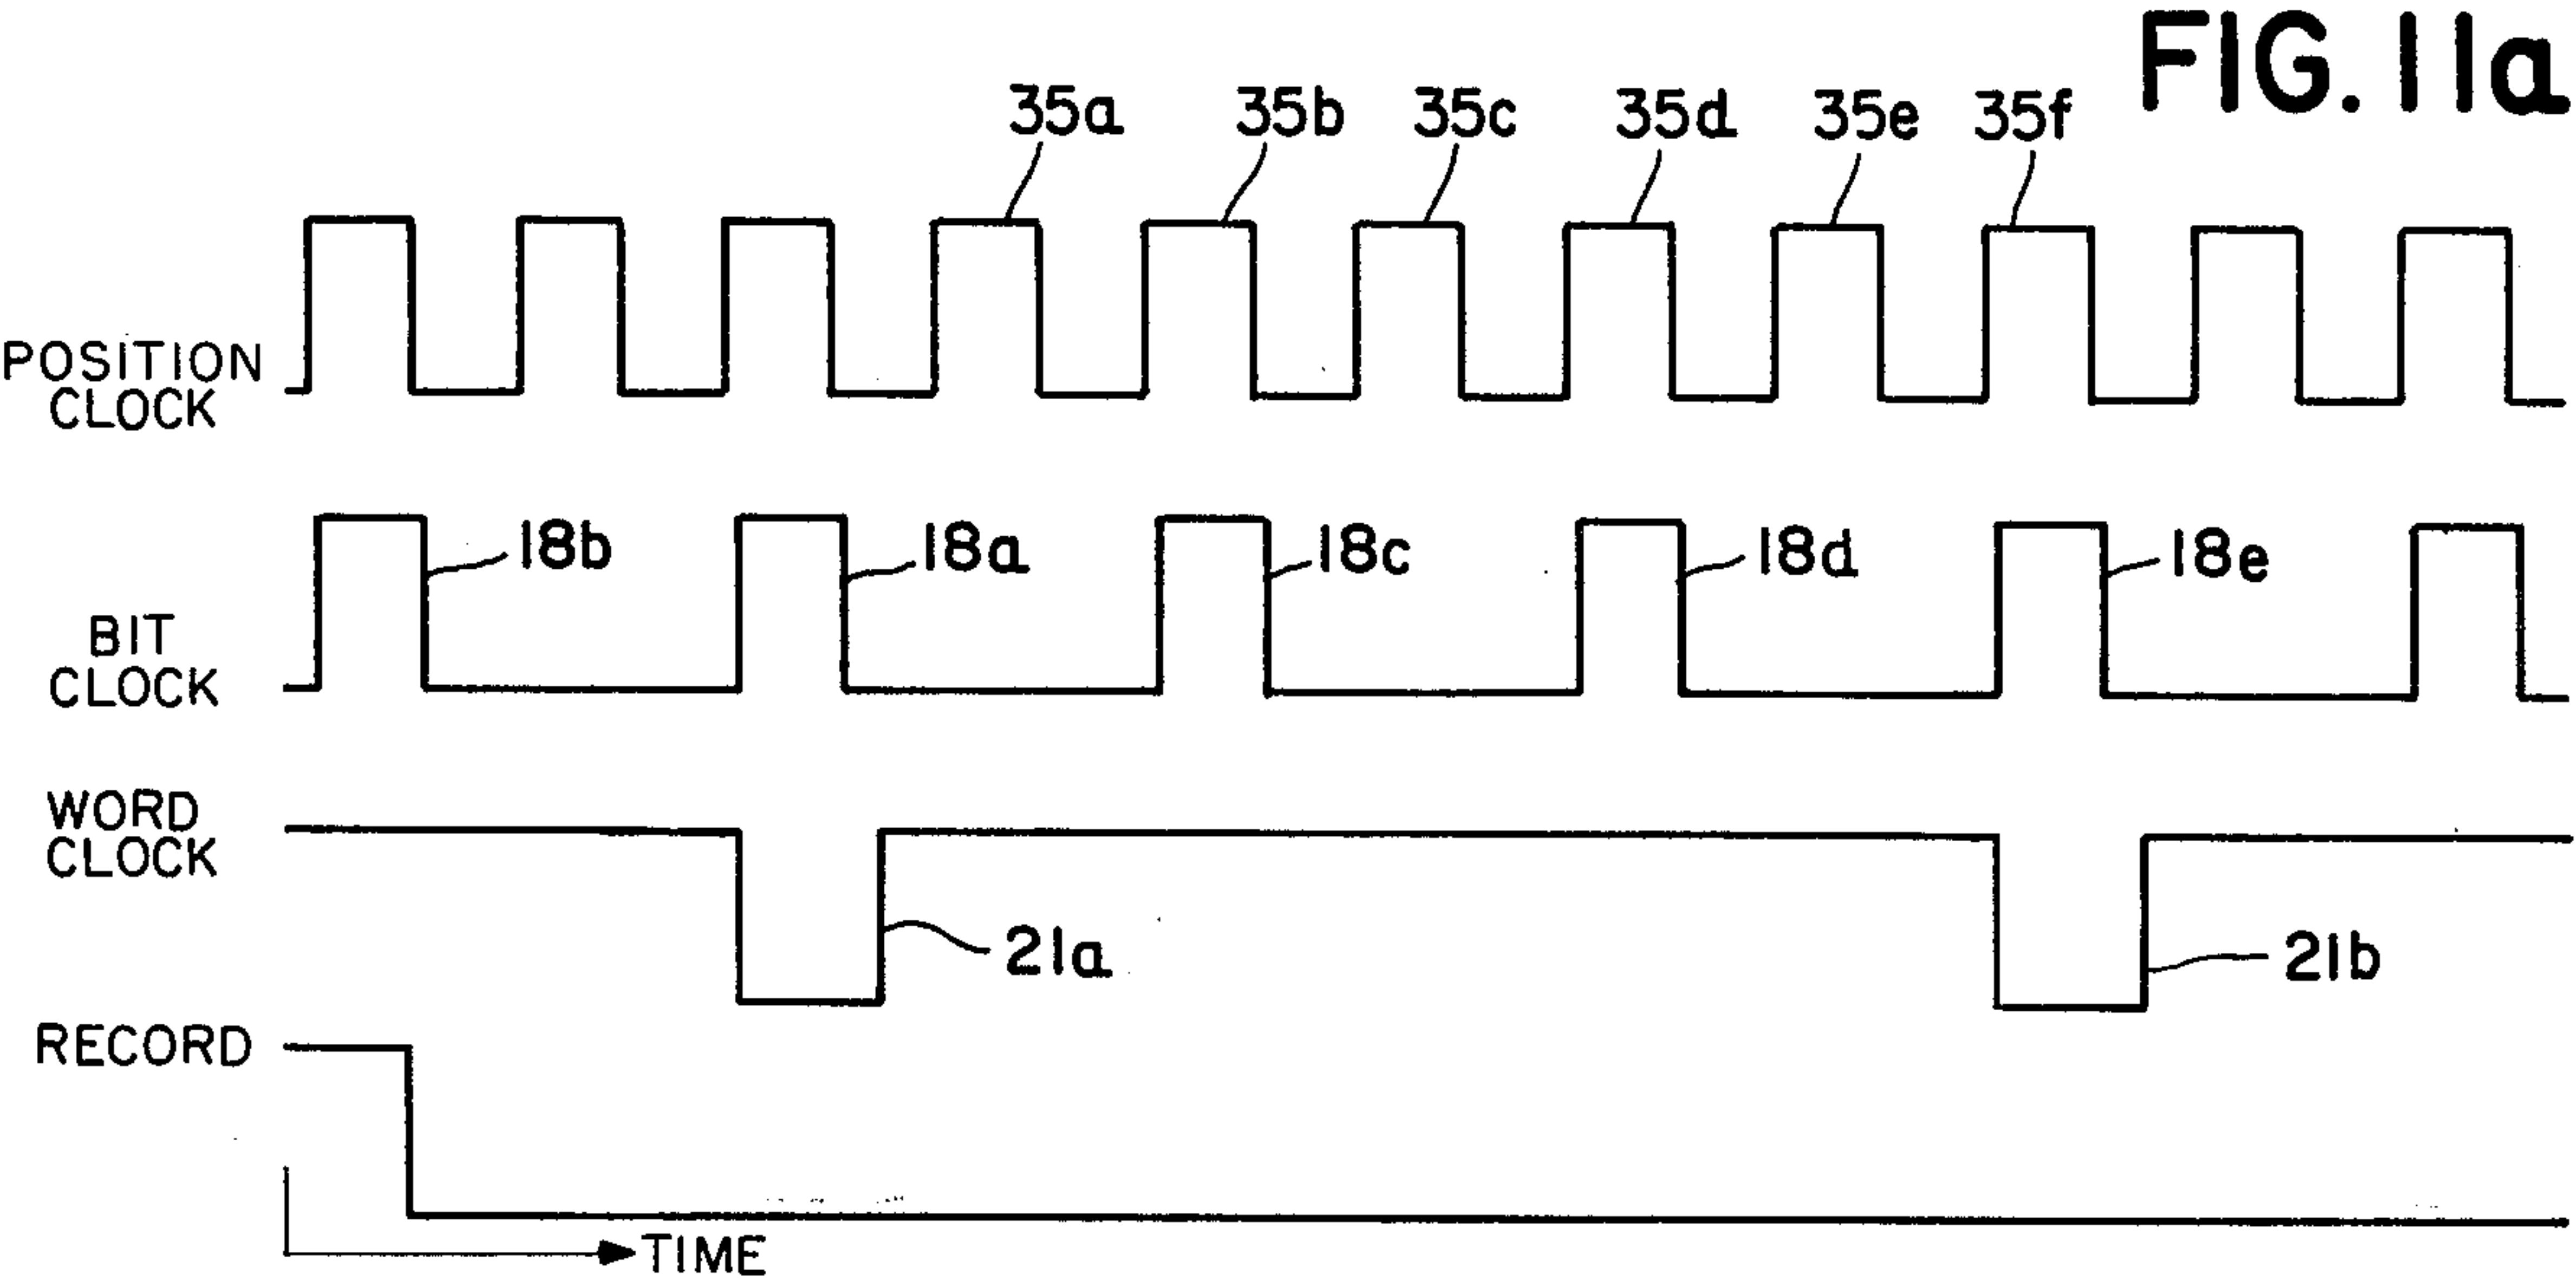 FIG. 11a
35a 35b 35c 35d 35e 35f
POSITION
CLOCK
18b 18a 18c 18d 18e
BIT
CLOCK
WORD
CLOCK
21a 21b
RECORD
TIME